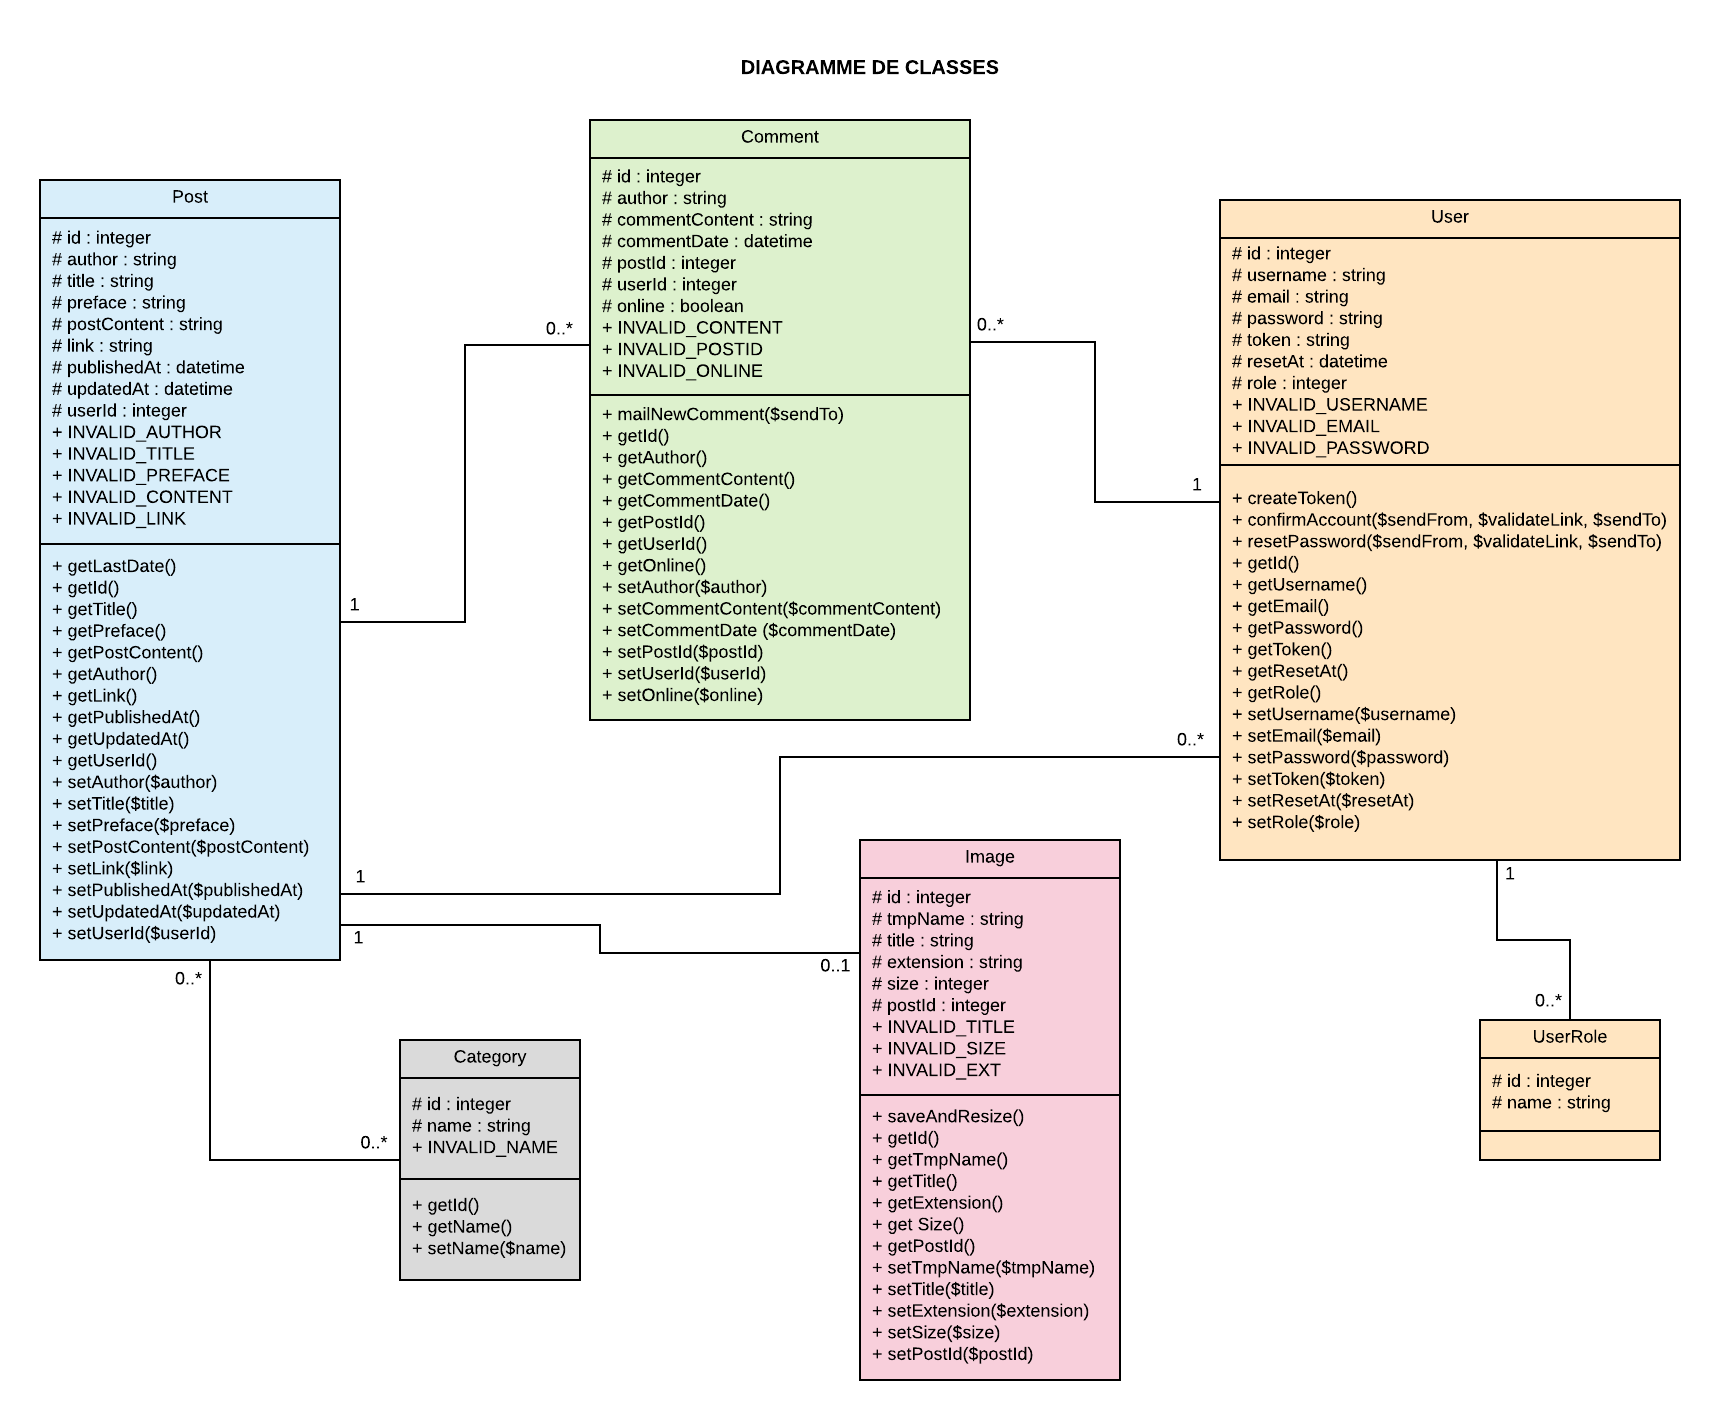 DIAGRAMME DE CLASSES
Post
# id : integer
# author : string
# title : string
# preface : string
# postContent : string
# link : string
# publishedAt : datetime
# updatedAt : datetime
# userId : integer
+ INVALID_AUTHOR
+ INVALID_TITLE
+ INVALID_PREFACE
+ INVALID_CONTENT
+ INVALID_LINK
+ getLastDate()
+ getId()
+ getTitle()
+ getPreface()
+ getPostContent()
+ getAuthor()
+ getLink()
+ getPublishedAt()
+ getUpdatedAt()
+ getUserId()
+ setAuthor($author)
+ setTitle($title)
+ setPreface($preface)
+ setPostContent($postContent)
+ setLink($link)
+ setPublishedAt($publishedAt)
+ setUpdatedAt($updatedAt)
+ setUserId($userId)
1
0..*
Comment
# id : integer
# author : string
# commentContent : string
# commentDate : datetime
# postId : integer
# userId : integer
# online : boolean
+ INVALID_CONTENT
+ INVALID_POSTID
+ INVALID_ONLINE
+ mailNewComment($sendTo)
+ getId()
+ getAuthor()
+ getCommentContent()
+ getCommentDate()
+ getPostId()
+ getUserId()
+ getOnline()
+ setAuthor($author)
+ setCommentContent($commentContent)
+ setCommentDate ($commentDate)
+ setPostId($postId)
+ setUserId($userId)
+ setOnline($online)
0..*
1
User
# id : integer
# username : string
# email : string
# password : string
# token : string
# resetAt : datetime
# role : integer
+ INVALID_USERNAME
+ INVALID_EMAIL
+ INVALID_PASSWORD
+ createToken()
+ confirmAccount($sendFrom, $validateLink, $sendTo)
+ resetPassword($sendFrom, $validateLink, $sendTo)
+ getId()
+ getUsername()
+ getEmail()
+ getPassword()
+ getToken()
+ getResetAt()
+ getRole()
+ setUsername($username)
+ setEmail($email)
+ setPassword($password)
+ setToken($token)
+ setResetAt($resetAt)
+ setRole($role)
0..*
1
1
0..1
0..*
0..*
Category
# id : integer
# name : string
+ INVALID_NAME
+ getId()
+ getName()
+ setName($name)
Image
# id : integer
# tmpName : string
# title : string
# extension : string
# size : integer
# postId : integer
+ INVALID_TITLE
+ INVALID_SIZE
+ INVALID_EXT
+ saveAndResize()
+ getId()
+ getTmpName()
+ getTitle()
+ getExtension()
+ get Size()
+ getPostId()
+ setTmpName($tmpName)
+ setTitle($title)
+ setExtension($extension)
+ setSize($size)
+ setPostId($postId)
1
0..*
UserRole
# id : integer
# name : string